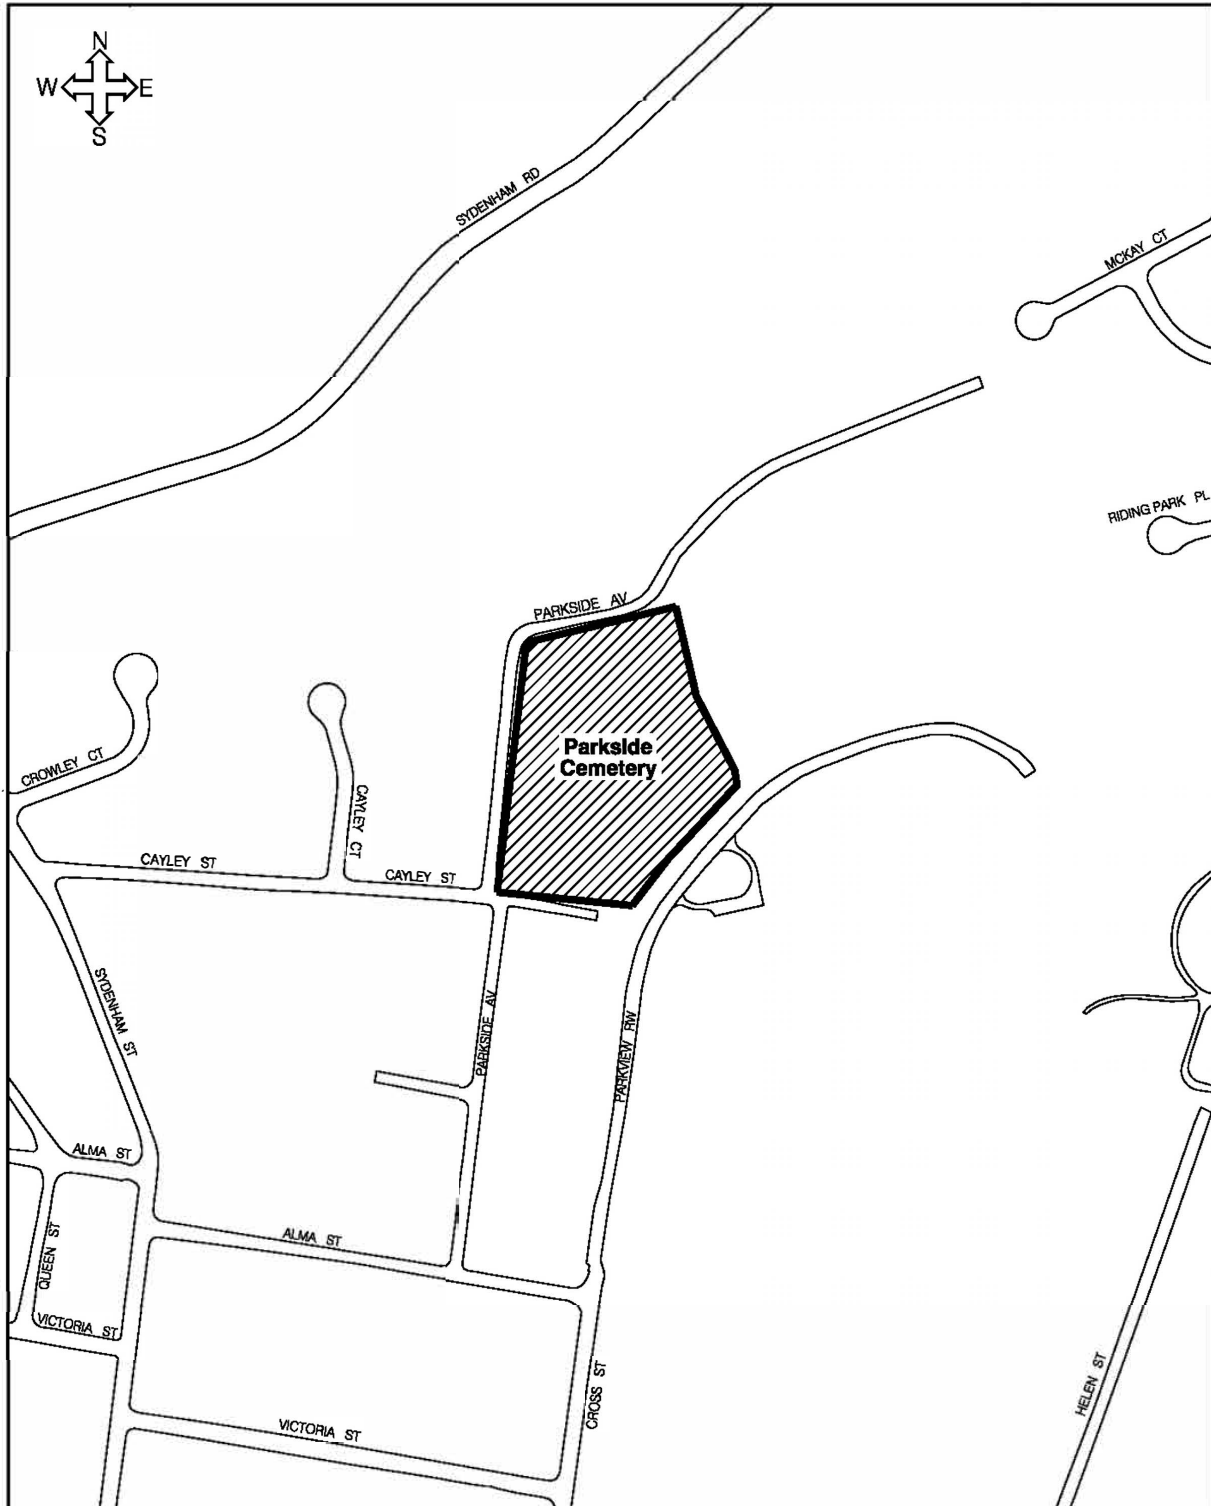 N
W E
S
SYDENHAM RD
MCKAY CT
RIDING PARK PL
PARKSIDE AV
Parkside
Cemetery
CROWLEY CT
CAYLEY CT
CAYLEY ST
CAYLEY ST
SYDENHAM ST
PARKSIDE AV
PARKVIEW RW
ALMA ST
QUEEN ST
ALMA ST
VICTORIA ST
HELEN ST
CROSS ST
VICTORIA ST